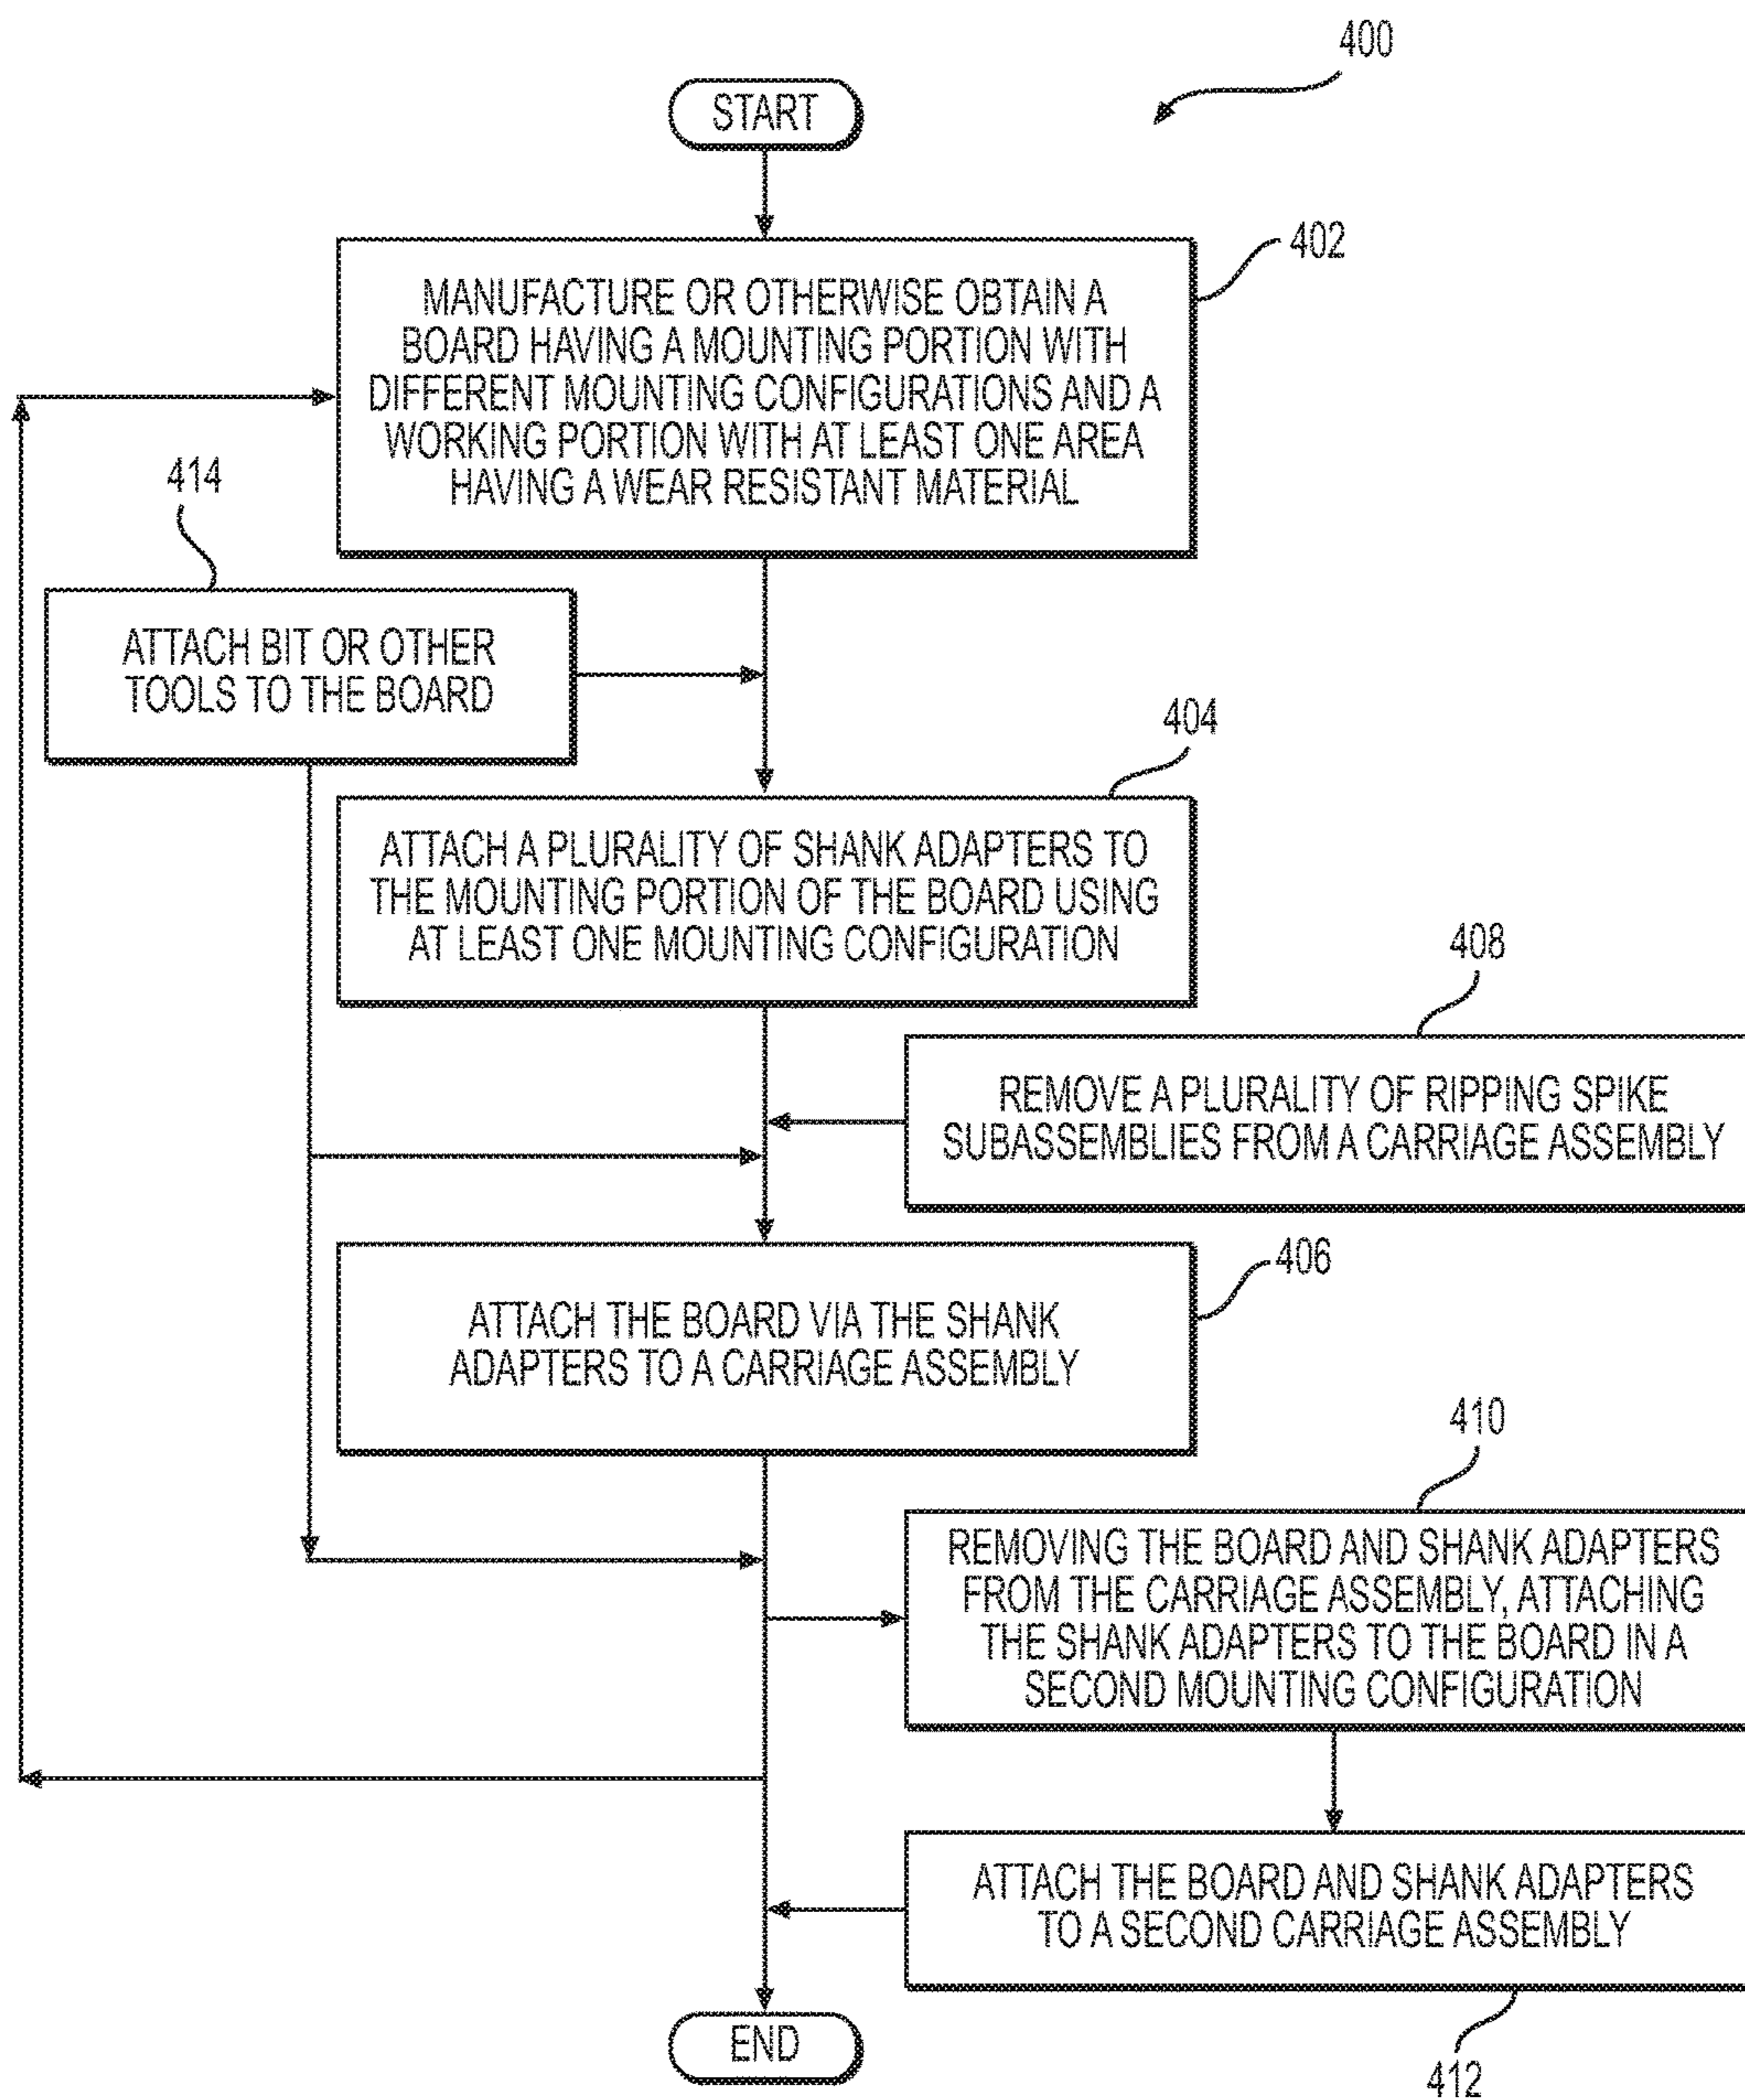 400
START
402
MANUFACTURE OR OTHERWISE OBTAIN A
BOARD HAVING A MOUNTING PORTION WITH
DIFFERENT MOUNTING CONFIGURATIONS AND A
WORKING PORTION WITH AT LEAST ONE AREA
HAVING A WEAR RESISTANT MATERIAL
414
ATTACH BIT OR OTHER
TOOLS TO THE BOARD
404
ATTACH A PLURALITY OF SHANK ADAPTERS TO
THE MOUNTING PORTION OF THE BOARD USING
AT LEAST ONE MOUNTING CONFIGURATION
408
REMOVE A PLURALITY OF RIPPING SPIKE
SUBASSEMBLIES FROM A CARRIAGE ASSEMBLY
406
ATTACH THE BOARD VIA THE SHANK
ADAPTERS TO A CARRIAGE ASSEMBLY
410
REMOVING THE BOARD AND SHANK ADAPTERS
FROM THE CARRIAGE ASSEMBLY, ATTACHING
THE SHANK ADAPTERS TO THE BOARD IN A
SECOND MOUNTING CONFIGURATION
ATTACH THE BOARD AND SHANK ADAPTERS
TO A SECOND CARRIAGE ASSEMBLY
END
412